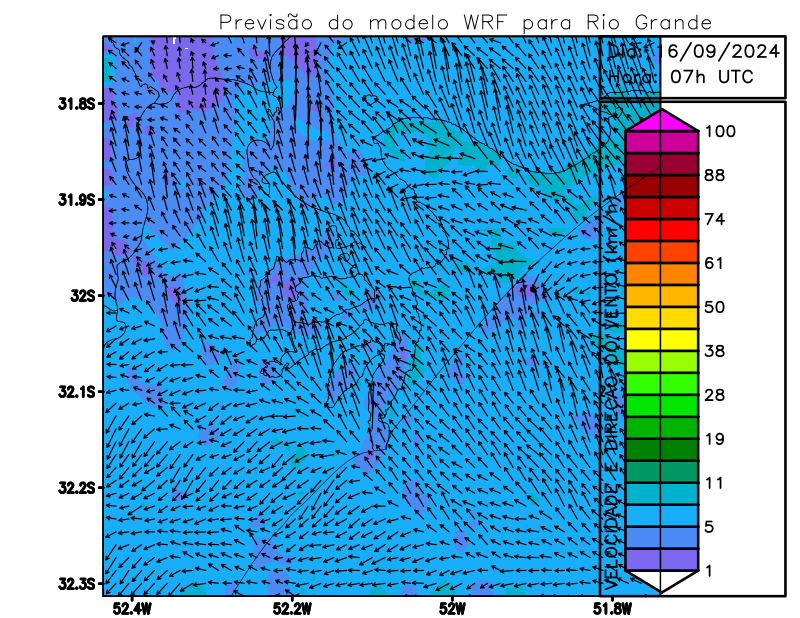 Previsão do modelo WRF para Rio Grande
Dia: 16/09/2024
Hora: 07h UTC
31.8S
31.9S
32S
32.1S
32.2S
32.3S
52.4W
52.2W
52W
51.8W
VELOCIDADE E DIREÇÃO DO VENTO (km/h)
100
88
74
61
50
38
28
19
11
5
1